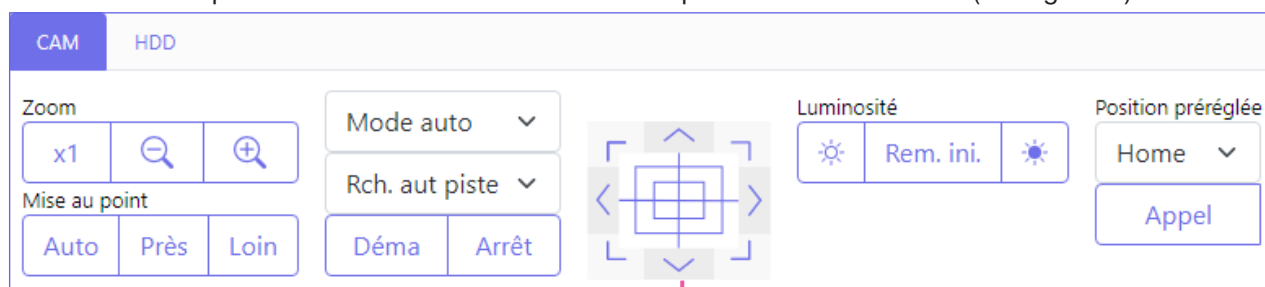 CAM HDD
Zoom
x1
Mise au point
Auto Près Loin
Mode auto
Rch. aut piste
Déma Arrêt
Luminosité
Rem. ini.
Position préréglée
Home
Appel